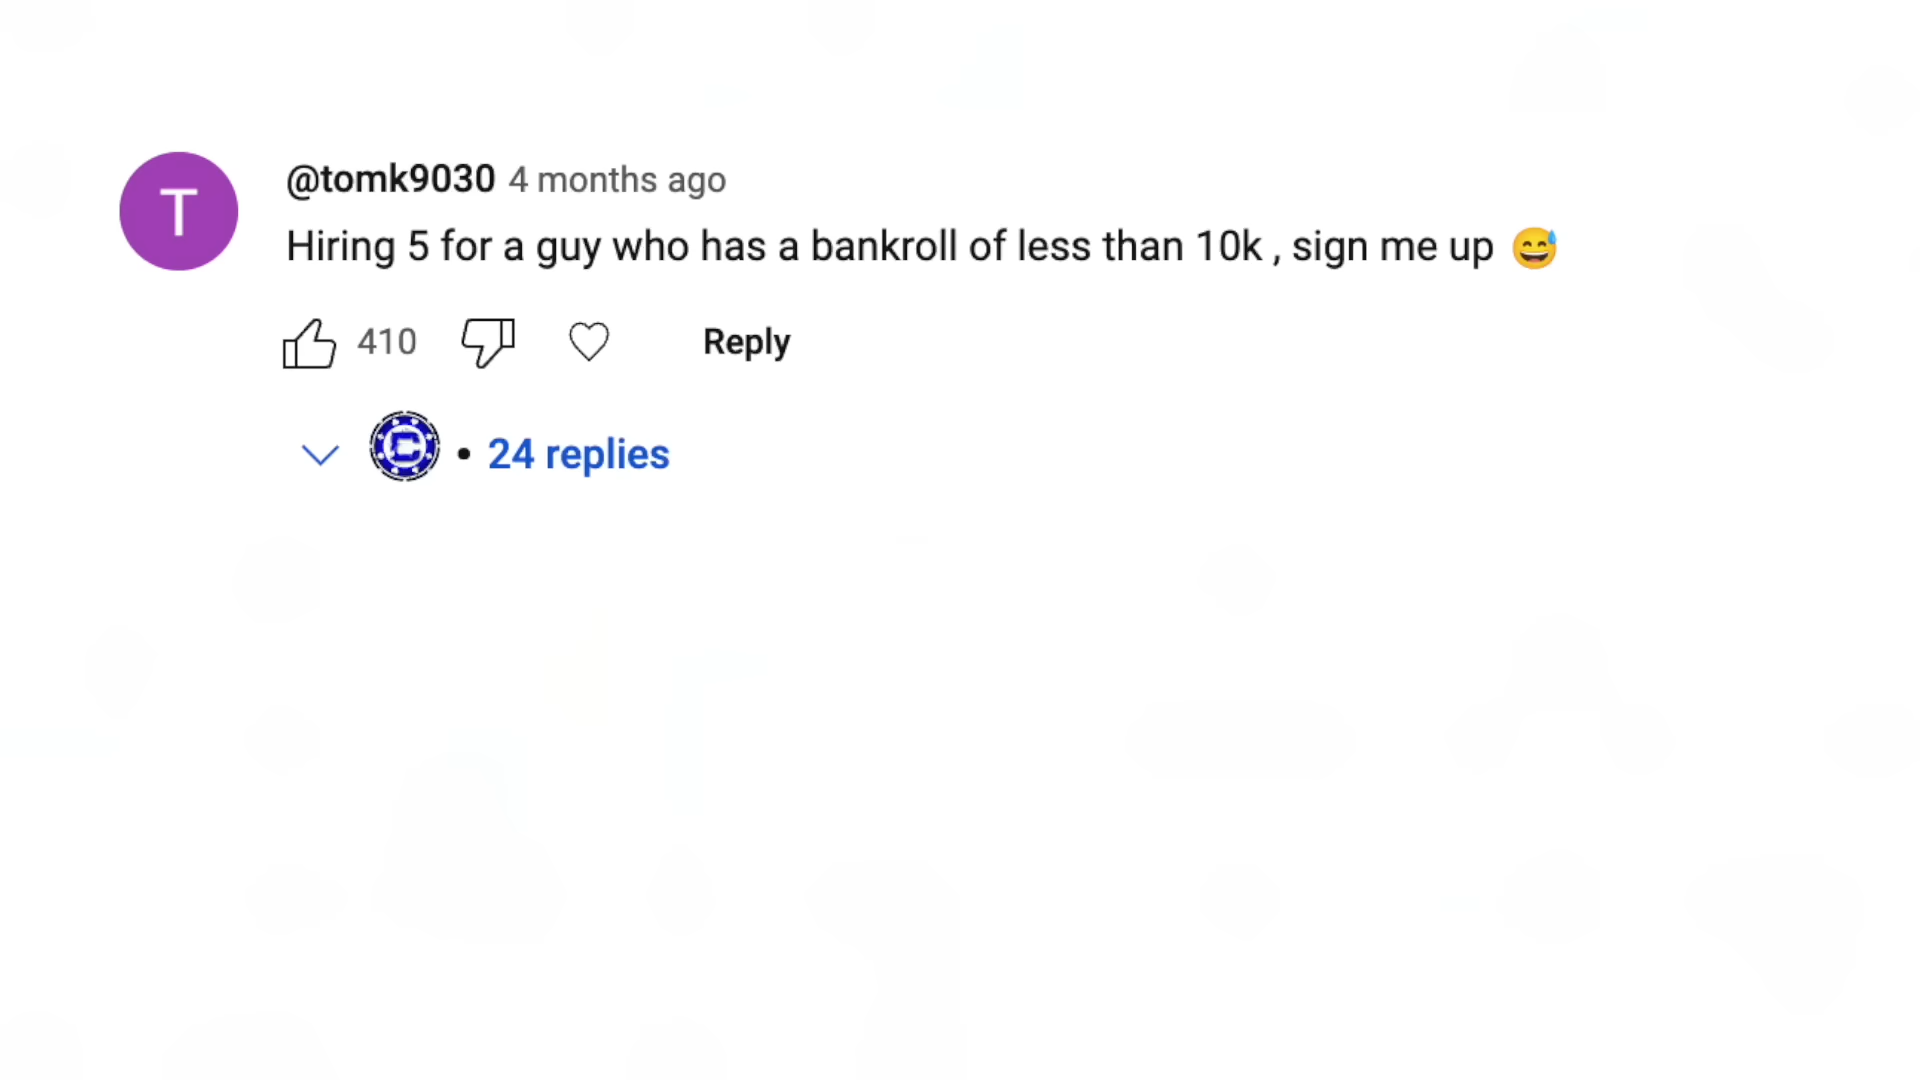 T
@tomk9030 4 months ago
Hiring 5 for a guy who has a bankroll of less than 10k , sign me up 😅
410 Reply
C • 24 replies